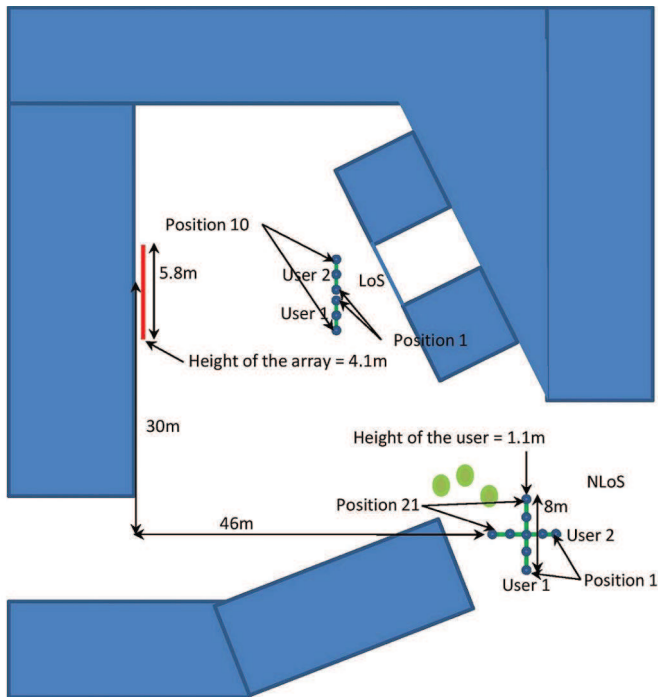 Position 10
5.8m
User 2
LoS
User 1
Position 1
Height of the array = 4.1m
30m
Height of the user = 1.1m
NLoS
Position 21
8m
46m
User 2
Position 1
User 1